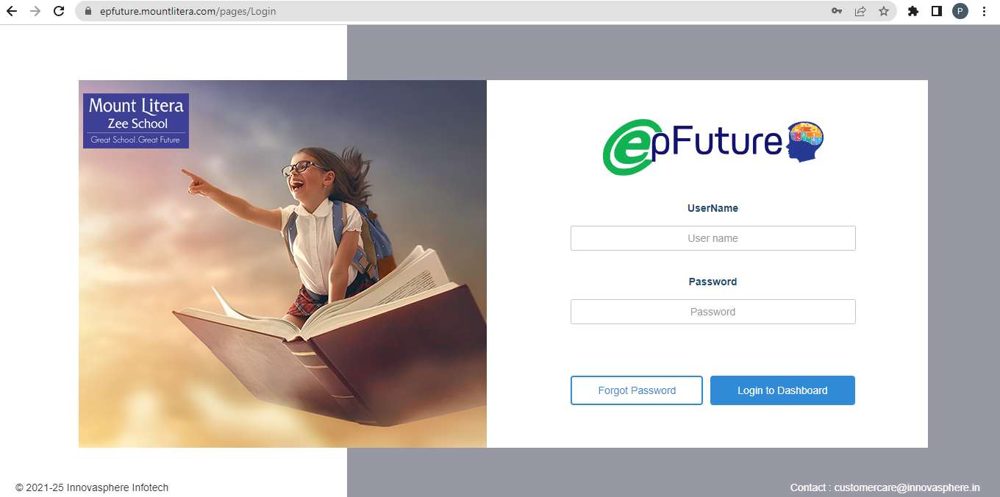 epfuture.mountlitera.com/pages/Login
P
Mount Litera
Zee School
Great School.Great Future
epFuture
UserName
User name
Password
Password
Forgot Password
Login to Dashboard
© 2021-25 Innovasphere Infotech
Contact : customercare@innovasphere.in